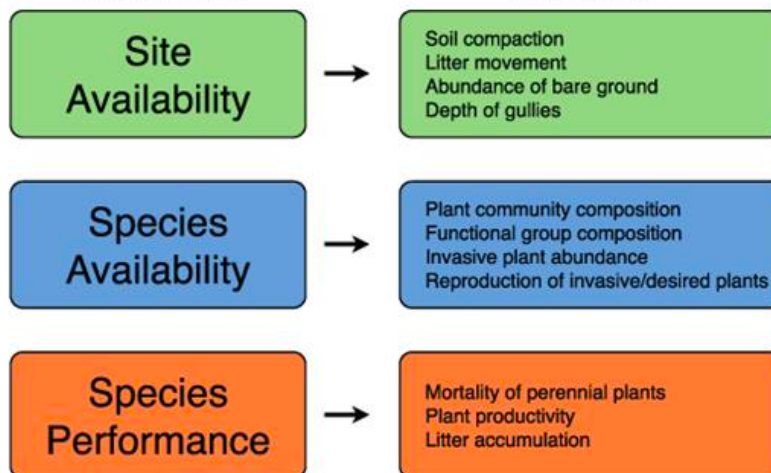 Site
Availability
Soil compaction
Litter movement
Abundance of bare ground
Depth of gullies
Species
Availability
Plant community composition
Functional group composition
Invasive plant abundance
Reproduction of invasive/desired plants
Species
Performance
Mortality of perennial plants
Plant productivity
Litter accumulation